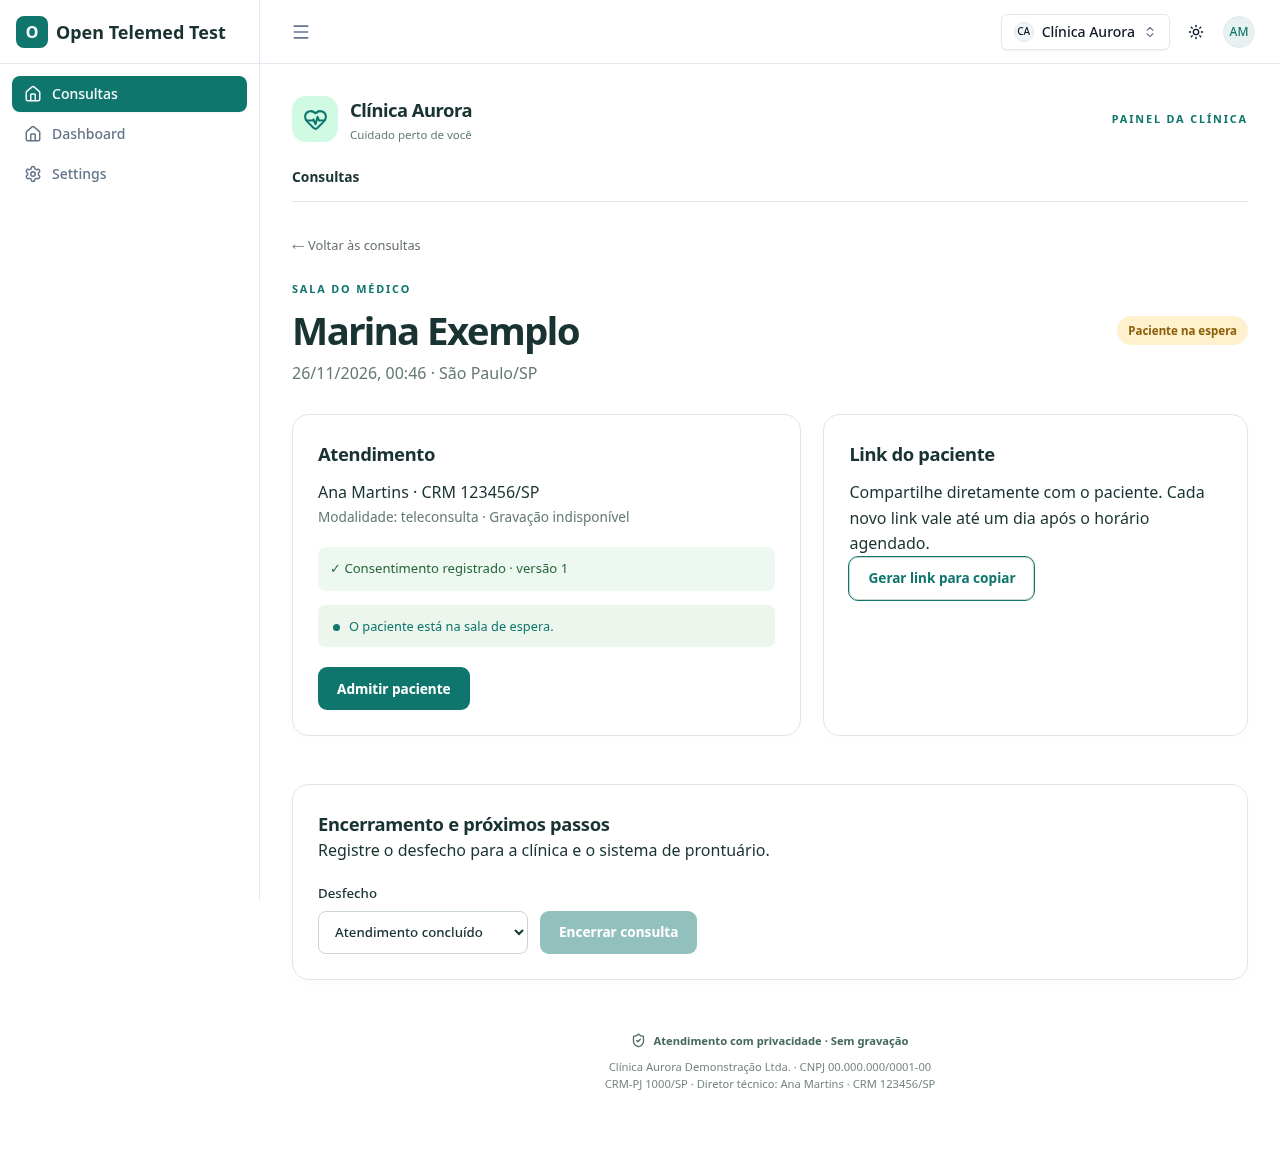 O Open Telemed Test
CA Clínica Aurora
AM
Consultas
Dashboard
Settings
Clínica Aurora
Cuidado perto de você
PAINEL DA CLÍNICA
Consultas
← Voltar às consultas
SALA DO MÉDICO
Marina Exemplo
Paciente na espera
26/11/2026, 00:46 · São Paulo/SP
Atendimento
Ana Martins · CRM 123456/SP
Modalidade: teleconsulta · Gravação indisponível
✓ Consentimento registrado · versão 1
O paciente está na sala de espera.
Admitir paciente
Link do paciente
Compartilhe diretamente com o paciente. Cada
novo link vale até um dia após o horário
agendado.
Gerar link para copiar
Encerramento e próximos passos
Registre o desfecho para a clínica e o sistema de prontuário.
Desfecho
Atendimento concluído
Encerrar consulta
Atendimento com privacidade · Sem gravação
Clínica Aurora Demonstração Ltda. · CNPJ 00.000.000/0001-00
CRM-PJ 1000/SP · Diretor técnico: Ana Martins · CRM 123456/SP